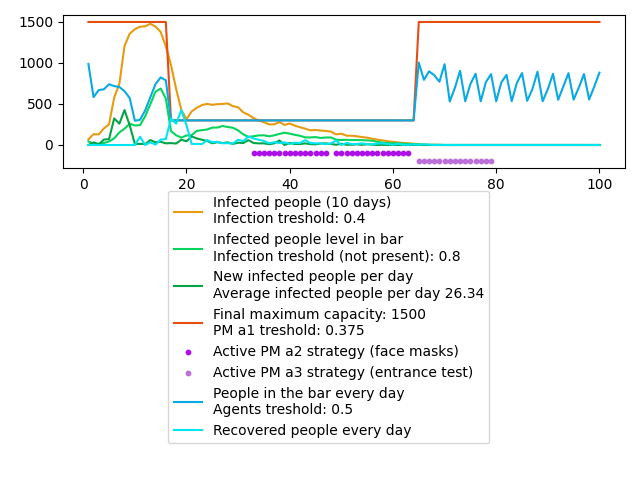 1500
1000
500
0
0
20
40
60
80
100
Infected people (10 days)
Infection treshold: 0.4
Infected people level in bar
Infection treshold (not present): 0.8
New infected people per day
Average infected people per day 26.34
Final maximum capacity: 1500
PM a1 treshold: 0.375
Active PM a2 strategy (face masks)
Active PM a3 strategy (entrance test)
People in the bar every day
Agents treshold: 0.5
Recovered people every day